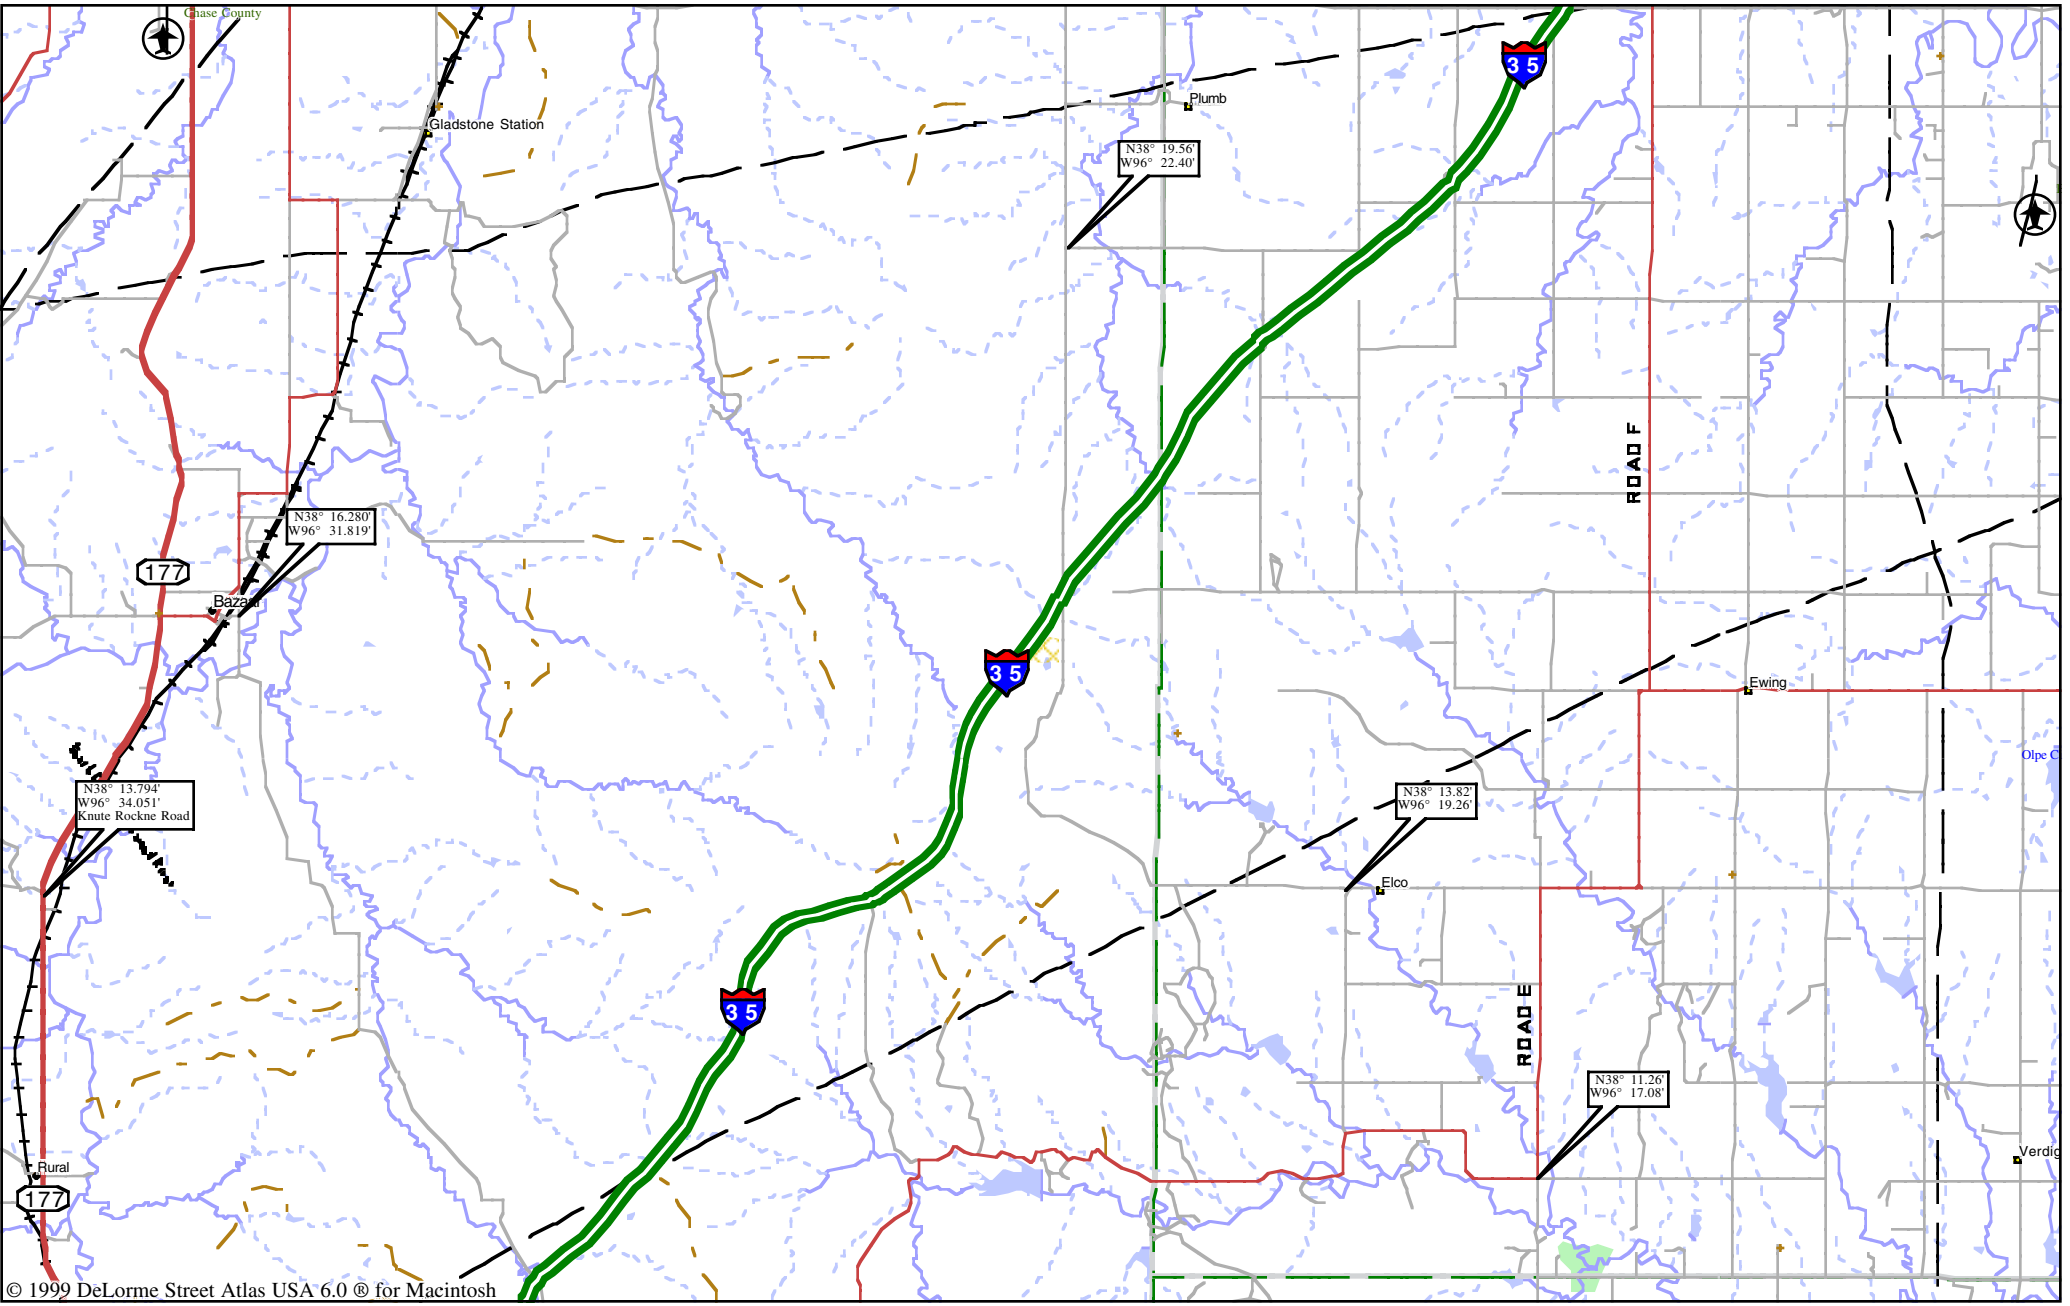 Chase County
35
Plumb
Gladstone Station
N38° 19.56'
W96° 22.40'
ROAD F
N38° 16.280'
W96° 31.819'
177
Bazaar
35
Ewing
Olpe C
N38° 13.794'
W96° 34.051'
Knute Rockne Road
N38° 13.82'
W96° 19.26'
Elco
35
ROAD E
N38° 11.26'
W96° 17.08'
Verdig
Rural
177
© 1999 DeLorme Street Atlas USA 6.0 ® for Macintosh